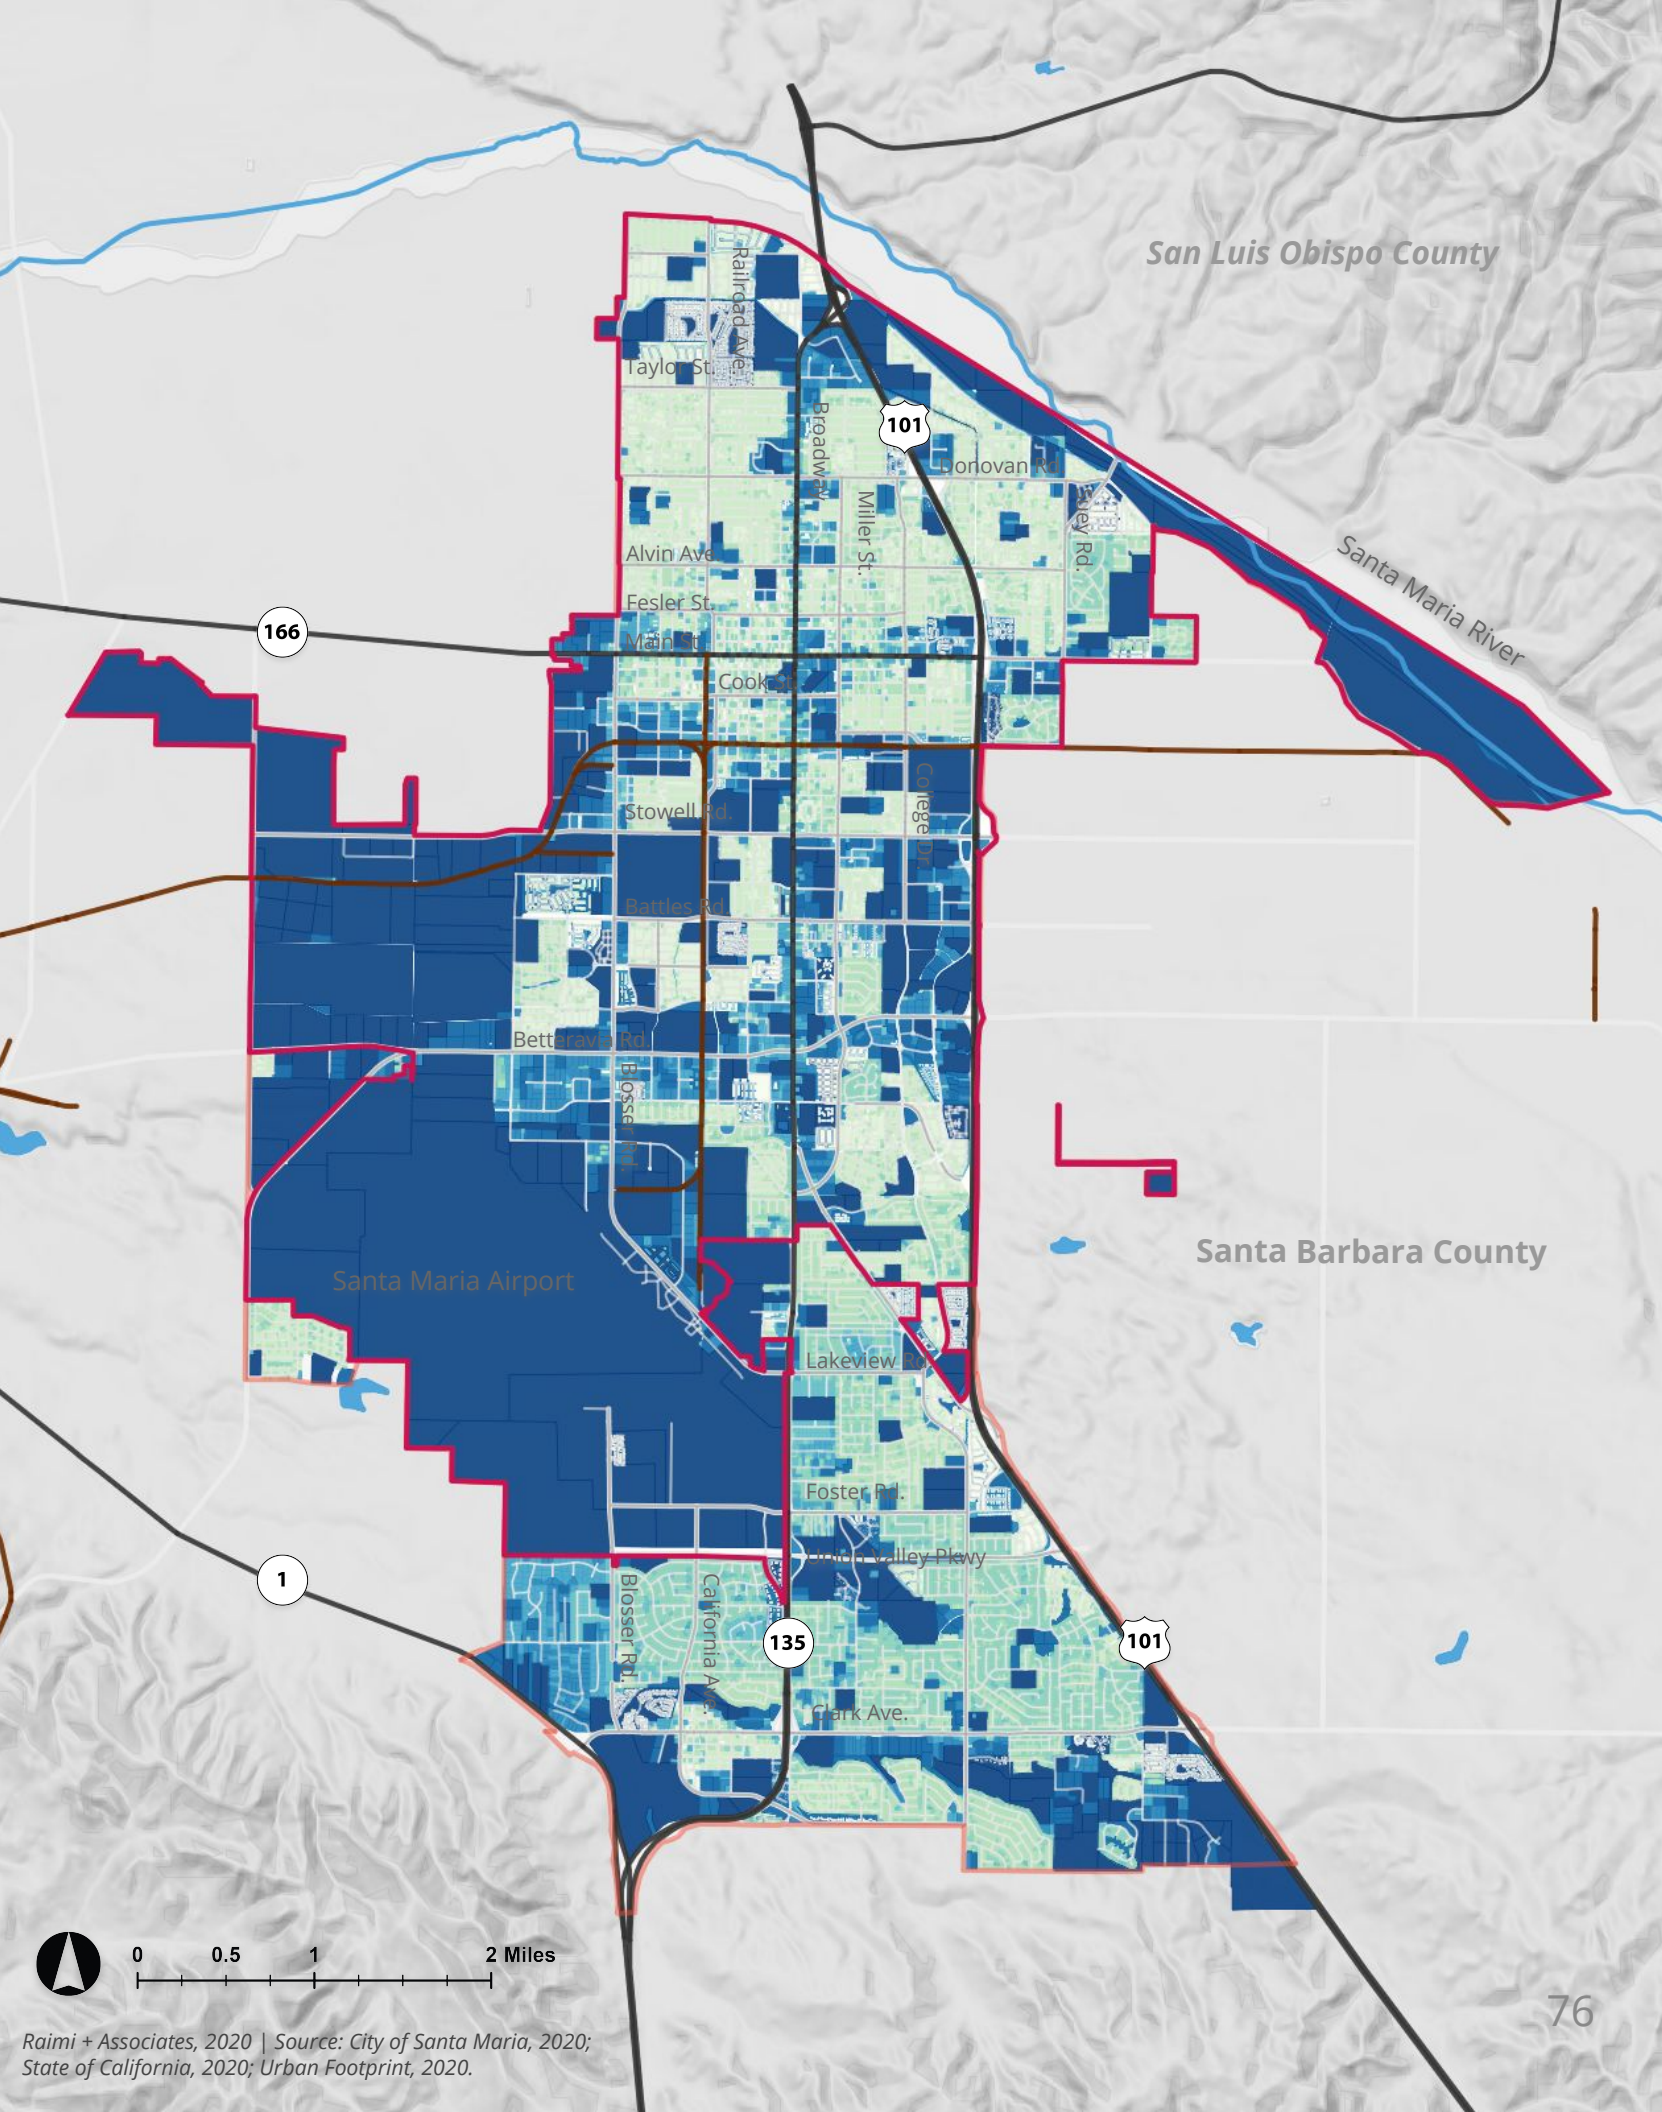 San Luis Obispo County
Railroad Ave.
Taylor St.
Broadway
101
Donovan Rd.
Miller St.
Suey Rd.
Alvin Ave.
Santa Maria River
Fesler St.
166
Main St.
Cook St.
College Dr.
Stowell Rd.
Battles Rd.
Betteravia Rd.
Blosser Rd.
Santa Barbara County
Santa Maria Airport
Lakeview Rd.
Foster Rd.
Union Valley Pkwy
1
Blosser Rd.
California Ave.
135
101
Clark Ave.
0 0.5 1 2 Miles
76
Raimi + Associates, 2020 | Source: City of Santa Maria, 2020;
State of California, 2020; Urban Footprint, 2020.